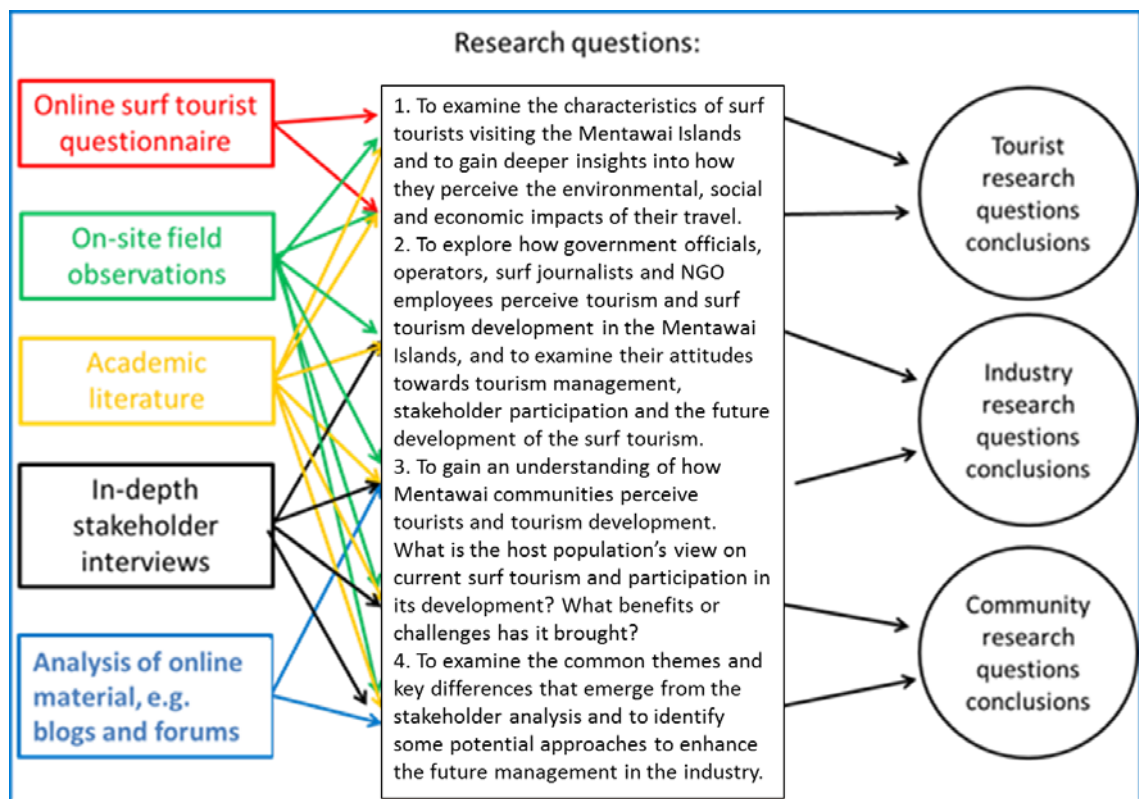 Research questions:
Online surf tourist
questionnaire
On-site field
observations
Academic
literature
In-depth
stakeholder
interviews
Analysis of online
material, e.g.
blogs and forums
1. To examine the characteristics of surf
tourists visiting the Mentawai Islands
and to gain deeper insights into how
they perceive the environmental, social
and economic impacts of their travel.
2. To explore how government officials,
operators, surf journalists and NGO
employees perceive tourism and surf
tourism development in the Mentawai
Islands, and to examine their attitudes
towards tourism management,
stakeholder participation and the future
development of the surf tourism.
3. To gain an understanding of how
Mentawai communities perceive
tourists and tourism development.
What is the host population’s view on
current surf tourism and participation in
its development? What benefits or
challenges has it brought?
4. To examine the common themes and
key differences that emerge from the
stakeholder analysis and to identify
some potential approaches to enhance
the future management in the industry.
Tourist
research
questions
conclusions
Industry
research
questions
conclusions
Community
research
questions
conclusions